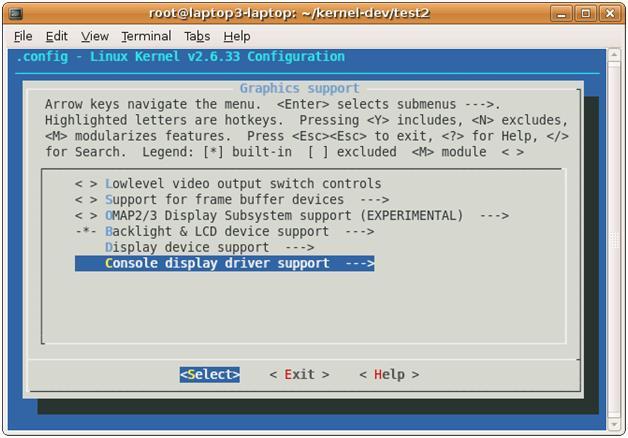 root@laptop3-laptop: ~/kernel-dev/test2
File Edit View Terminal Tabs Help
.config - Linux Kernel v2.6.33 Configuration
Graphics support
Arrow keys navigate the menu. <Enter> selects submenus --->.
Highlighted letters are hotkeys. Pressing <Y> includes, <N> excludes,
<M> modularizes features. Press <Esc><Esc> to exit, <?> for Help, </>
for Search. Legend: [*] built-in [ ] excluded <M> module < >
< > Lowlevel video output switch controls
< > Support for frame buffer devices --->
< > OMAP2/3 Display Subsystem support (EXPERIMENTAL) --->
-*- Backlight & LCD device support --->
Display device support --->
Console display driver support --->
<Select> < Exit > < Help >